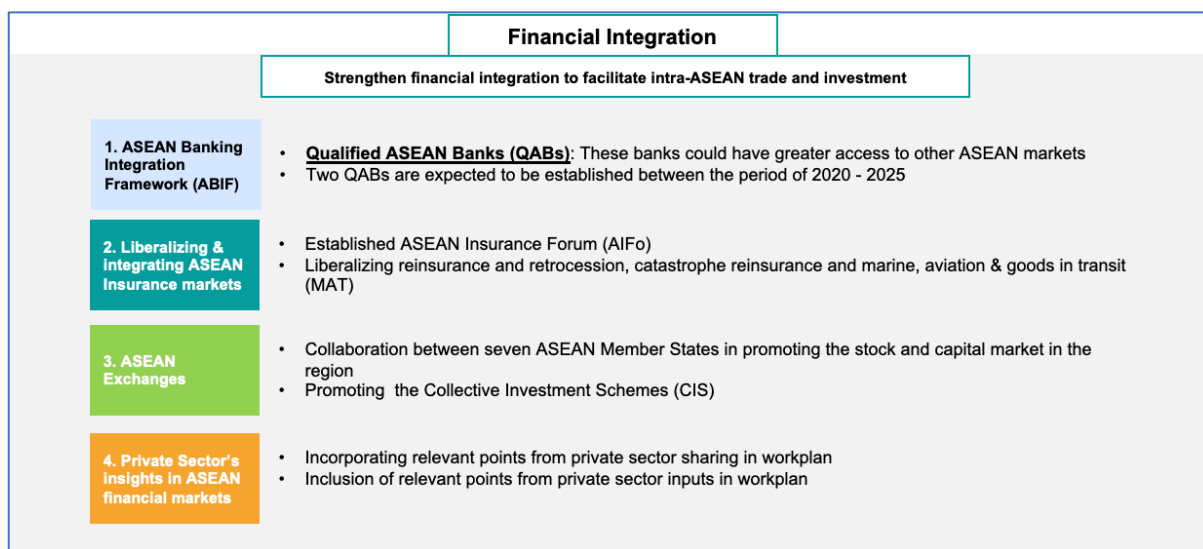 Financial Integration
Strengthen financial integration to facilitate intra-ASEAN trade and investment
1. ASEAN Banking
Integration
Framework (ABIF)
• Qualified ASEAN Banks (QABs): These banks could have greater access to other ASEAN markets
• Two QABs are expected to be established between the period of 2020 - 2025
2. Liberalizing &
integrating ASEAN
Insurance markets
• Established ASEAN Insurance Forum (AIFo)
• Liberalizing reinsurance and retrocession, catastrophe reinsurance and marine, aviation & goods in transit
(MAT)
3. ASEAN
Exchanges
• Collaboration between seven ASEAN Member States in promoting the stock and capital market in the
region
• Promoting the Collective Investment Schemes (CIS)
4. Private Sector's
insights in ASEAN
financial markets
• Incorporating relevant points from private sector sharing in workplan
• Inclusion of relevant points from private sector inputs in workplan